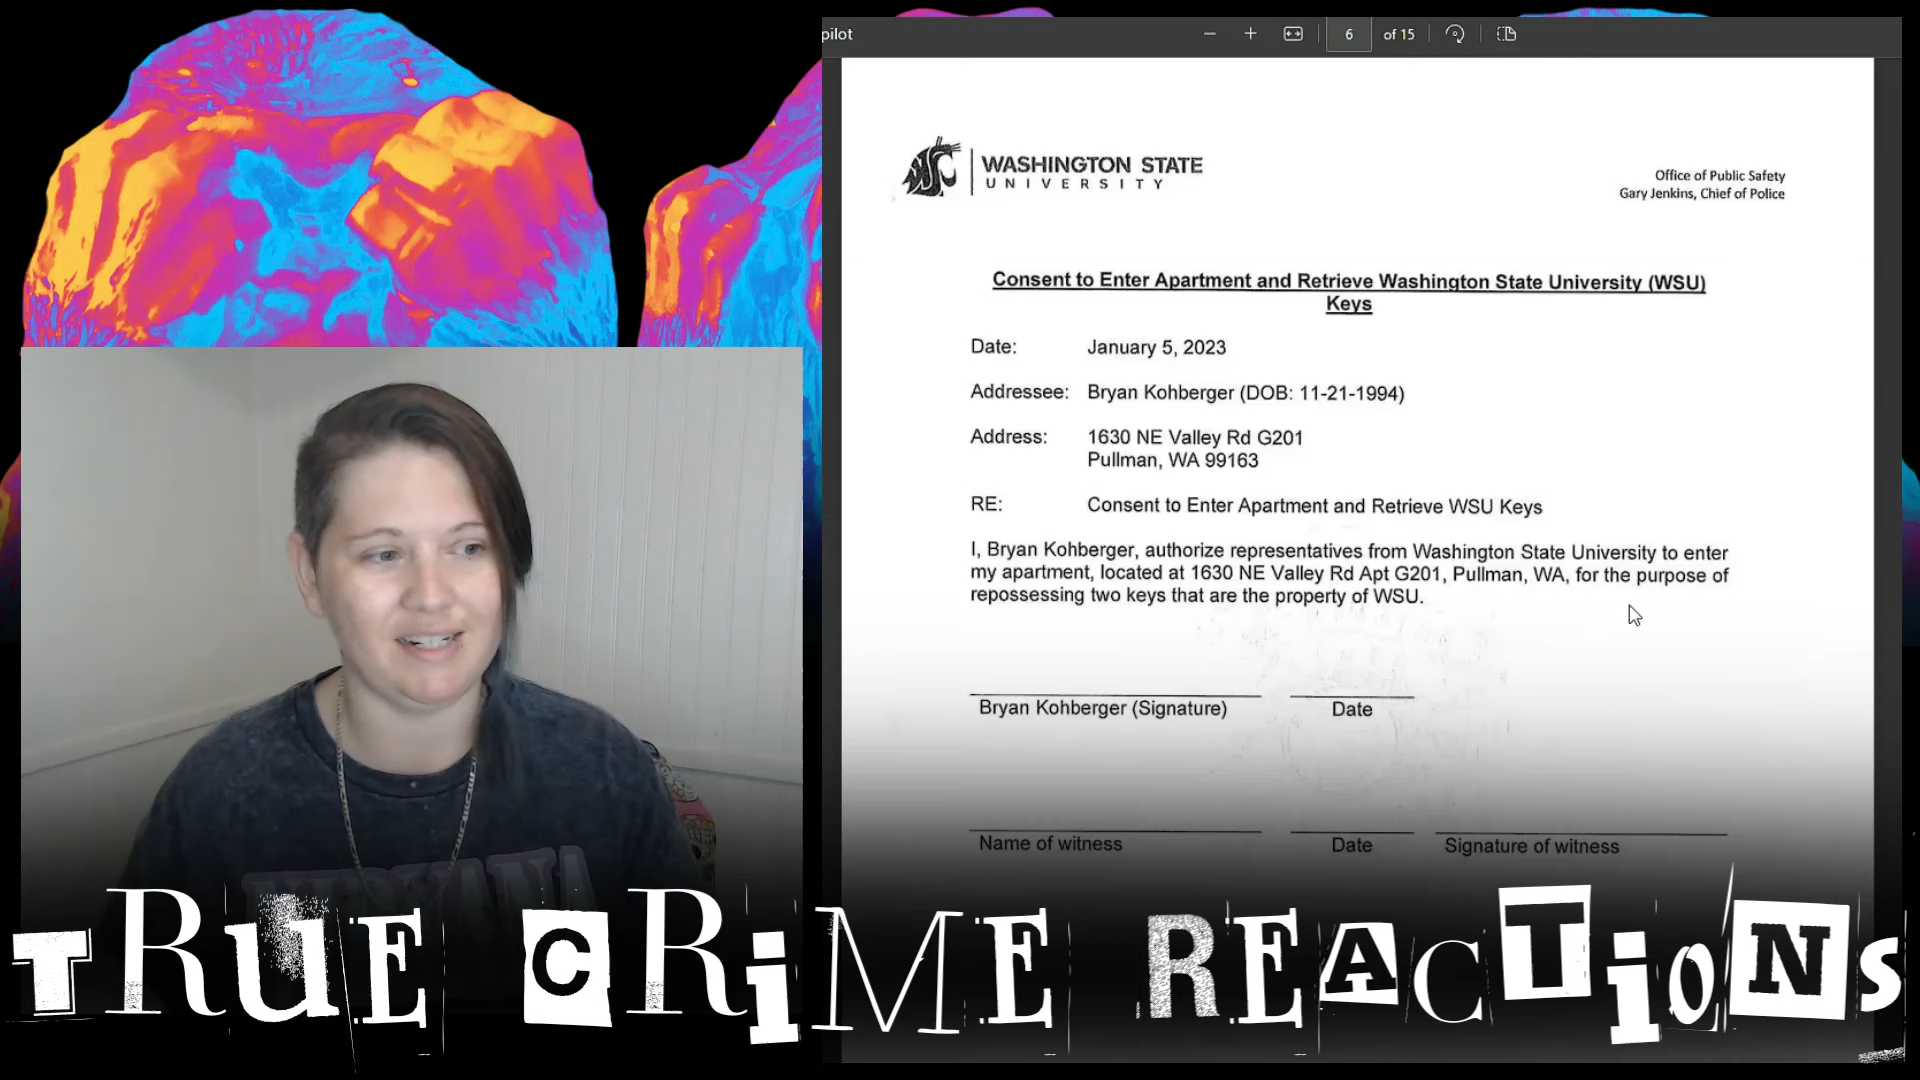 pilot
6 of 15
WASHINGTON STATE
UNIVERSITY
Office of Public Safety
Gary Jenkins, Chief of Police
Consent to Enter Apartment and Retrieve Washington State University (WSU)
Keys
Date: January 5, 2023
Addressee: Bryan Kohberger (DOB: 11-21-1994)
Address: 1630 NE Valley Rd G201
Pullman, WA 99163
RE: Consent to Enter Apartment and Retrieve WSU Keys
I, Bryan Kohberger, authorize representatives from Washington State University to enter
my apartment, located at 1630 NE Valley Rd Apt G201, Pullman, WA, for the purpose of
repossessing two keys that are the property of WSU.
Bryan Kohberger (Signature) Date
Name of witness Date Signature of witness
NIRVANA
TRUE CRiME REACTiONS